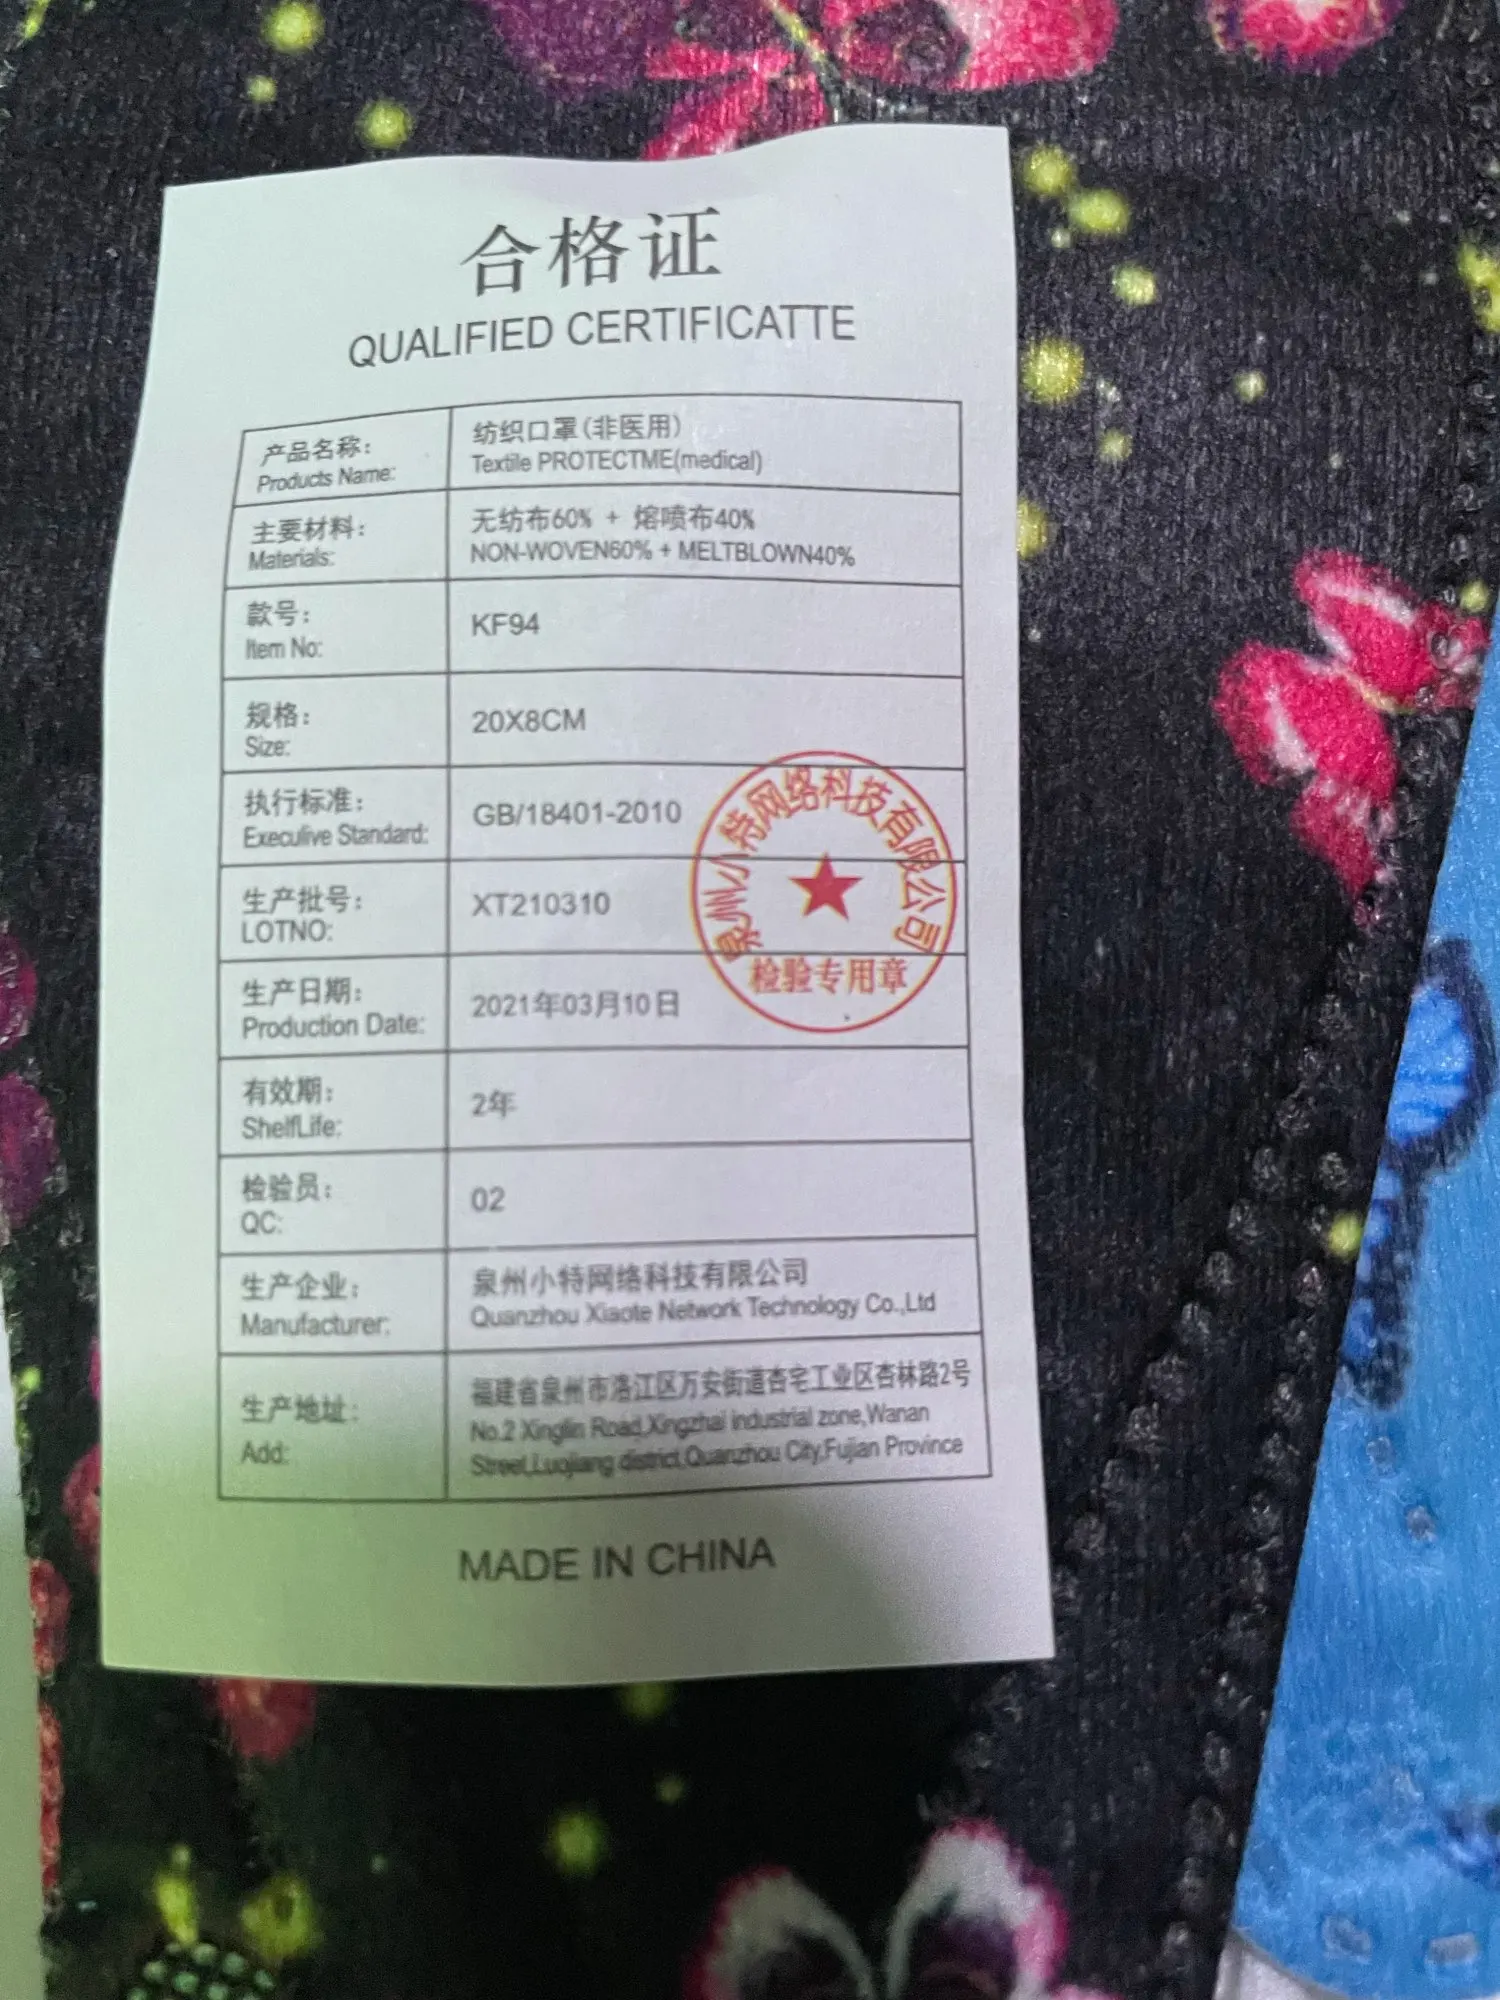 合格证
QUALIFIED CERTIFICATTE
产品名称:
Products Name:
纺织口罩(非医用)
Textile PROTECTME(medical)
主要材料:
Materials:
无纺布60% + 熔喷布40%
NON-WOVEN60% + MELTBLOWN40%
款号:
Item No:
KF94
规格:
Size:
20X8CM
执行标准:
Execulive Standard:
GB/18401-2010
生产批号:
LOTNO:
XT210310
生产日期:
Production Date:
2021年03月10日
有效期:
ShelfLife:
2年
检验员:
QC:
02
生产企业:
Manufacturer:
泉州小特网络科技有限公司
Quanzhou Xiaote Network Technology Co.,Ltd
生产地址:
Add:
福建省泉州市洛江区万安街道杏宅工业区杏林路2号
No.2 Xinglin Road,Xingzhai industrial zone,Wanan
Street,Luojiang district,Quanzhou City,Fujian Province
泉州小特网络科技有限公司
检验专用章
MADE IN CHINA